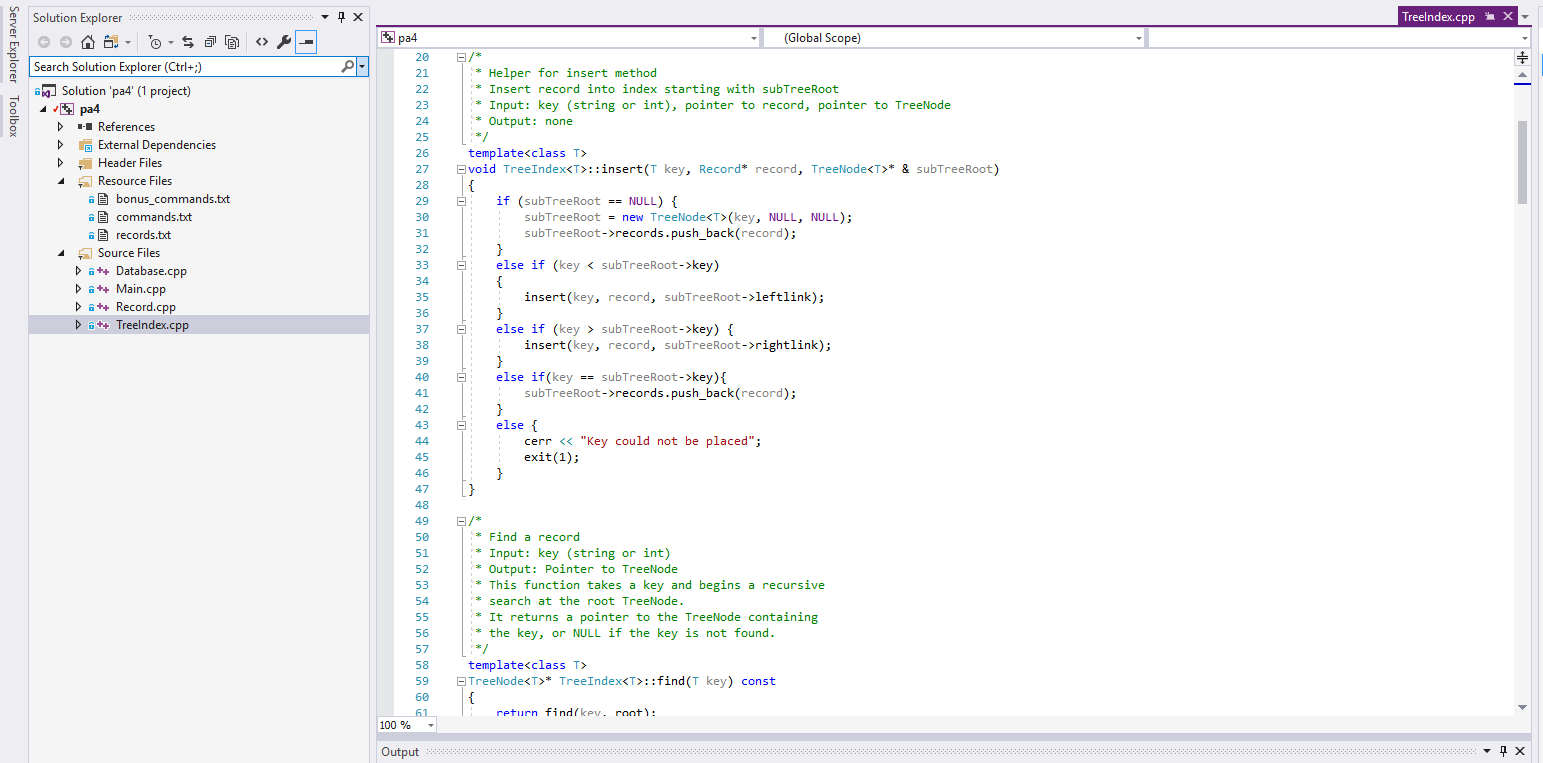 Server Explorer
Toolbox
Solution Explorer
Search Solution Explorer (Ctrl+;)
Solution 'pa4' (1 project)
pa4
References
External Dependencies
Header Files
Resource Files
bonus_commands.txt
commands.txt
records.txt
Source Files
Database.cpp
Main.cpp
Record.cpp
TreeIndex.cpp
TreeIndex.cpp
pa4 (Global Scope)
20 /*
21 * Helper for insert method
22 * Insert record into index starting with subTreeRoot
23 * Input: key (string or int), pointer to record, pointer to TreeNode
24 * Output: none
25 */
26 template<class T>
27 void TreeIndex<T>::insert(T key, Record* record, TreeNode<T>* & subTreeRoot)
28 {
29 if (subTreeRoot == NULL) {
30 subTreeRoot = new TreeNode<T>(key, NULL, NULL);
31 subTreeRoot->records.push_back(record);
32 }
33 else if (key < subTreeRoot->key)
34 {
35 insert(key, record, subTreeRoot->leftlink);
36 }
37 else if (key > subTreeRoot->key) {
38 insert(key, record, subTreeRoot->rightlink);
39 }
40 else if(key == subTreeRoot->key){
41 subTreeRoot->records.push_back(record);
42 }
43 else {
44 cerr << "Key could not be placed";
45 exit(1);
46 }
47 }
48
49 /*
50 * Find a record
51 * Input: key (string or int)
52 * Output: Pointer to TreeNode
53 * This function takes a key and begins a recursive
54 * search at the root TreeNode.
55 * It returns a pointer to the TreeNode containing
56 * the key, or NULL if the key is not found.
57 */
58 template<class T>
59 TreeNode<T>* TreeIndex<T>::find(T key) const
60 {
61 return find(key, root);
100 %
Output